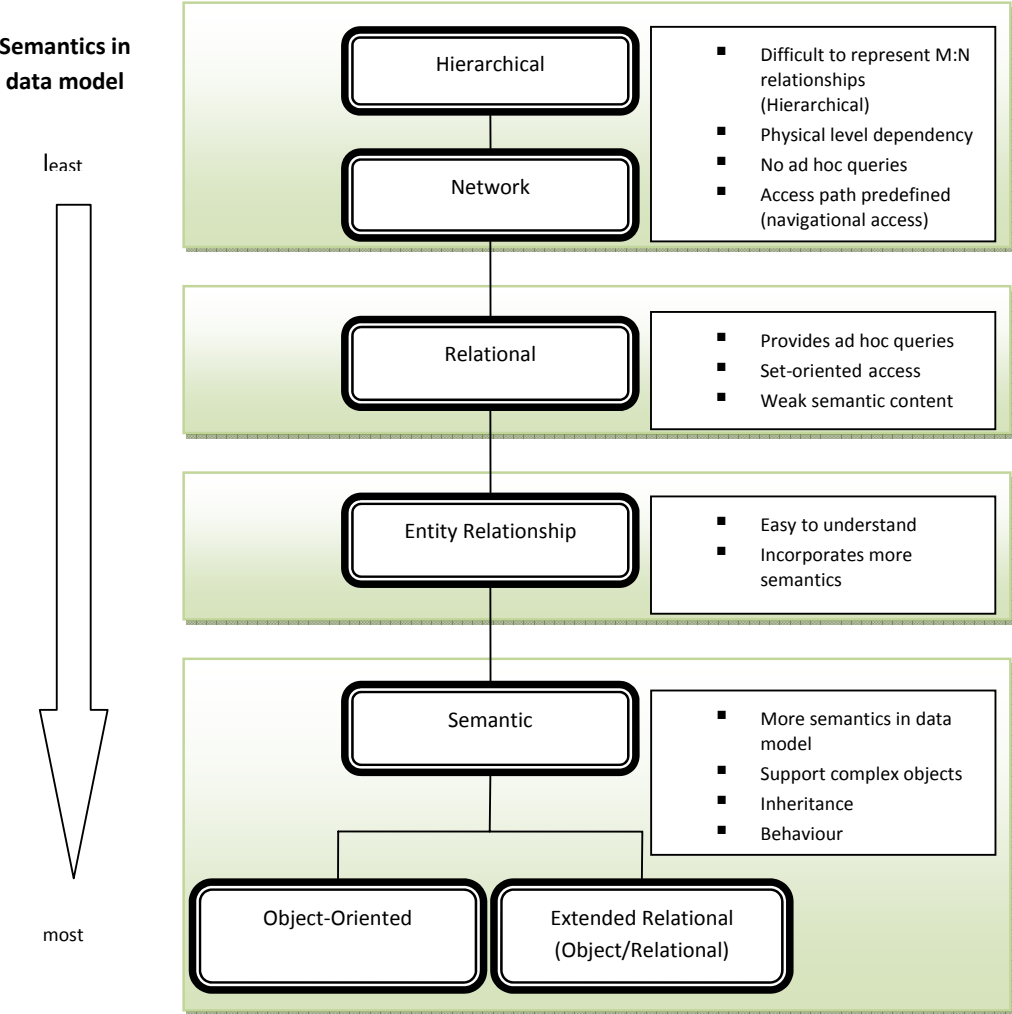 Semantics in
data model
least
most
Hierarchical
Network
▪ Difficult to represent M:N
relationships
(Hierarchical)
▪ Physical level dependency
▪ No ad hoc queries
▪ Access path predefined
(navigational access)
Relational
▪ Provides ad hoc queries
▪ Set-oriented access
▪ Weak semantic content
Entity Relationship
▪ Easy to understand
▪ Incorporates more
semantics
Semantic
▪ More semantics in data
model
▪ Support complex objects
▪ Inheritance
▪ Behaviour
Object-Oriented
Extended Relational
(Object/Relational)